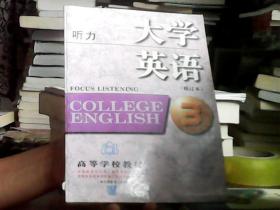 听力
大学
英语
(修订本)
FOCUS LISTENING
COLLEGE
ENGLISH
3
高等学校教材